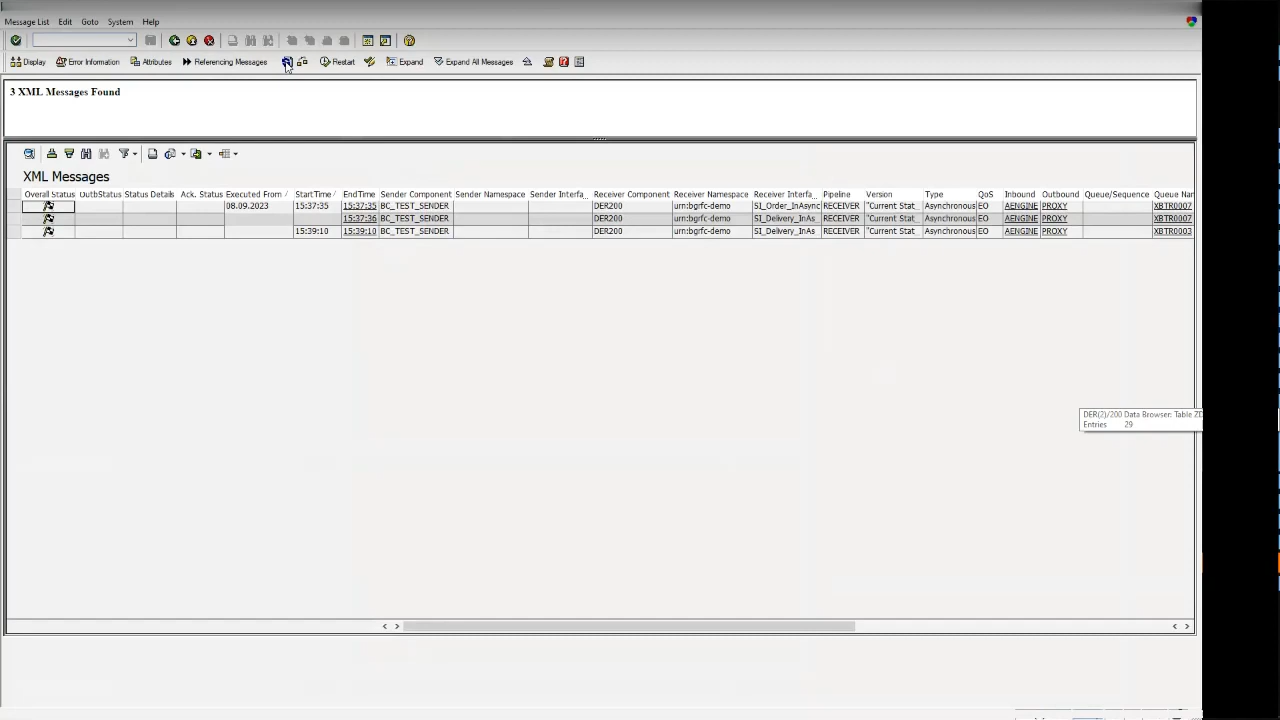 Message List Edit Goto System Help
Display Error Information Attributes Referencing Messages Restart Expand Expand All Messages
3 XML Messages Found
XML Messages
Overall Status OutbStatus Status Details Ack. Status Executed From / StartTime / EndTime Sender Component Sender Namespace Sender Interfa... Receiver Component Receiver Namespace Receiver Interfa... Pipeline Version Type QoS Inbound Outbound Queue/Sequence Queue Nar
08.09.2023 15:37:35 15:37:35 BC_TEST_SENDER DER200 urn:bgrfc-demo SI_Order_InAsync RECEIVER "Current Stat Asynchronous EO AENGINE PROXY XBTR0007
15:37:36 BC_TEST_SENDER DER200 urn:bgrfc-demo SI_Delivery_InAs RECEIVER "Current Stat Asynchronous EO AENGINE PROXY XBTR0007
15:39:10 15:39:10 BC_TEST_SENDER DER200 urn:bgrfc-demo SI_Delivery_InAs RECEIVER "Current Stat Asynchronous EO AENGINE PROXY XBTR0003
DER(2)/200 Data Browser: Table ZD
Entries 29